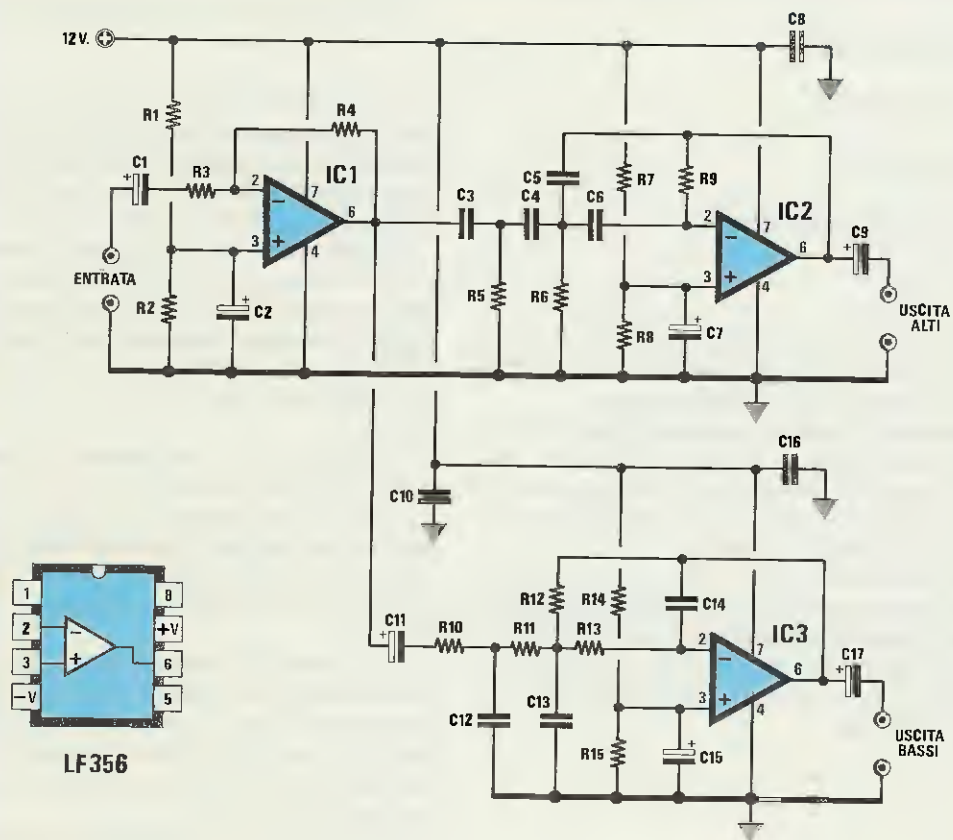 12V.
C8
R1
R4
C1
R3
IC1
2
7
6
3
4
ENTRATA
R2
C2
C3
C5
C4
C6
R5
R6
R7
R9
IC2
2
7
6
3
4
R8
C7
C9
USCITA
ALTI
C10
C16
R12
R14
C14
IC3
C11
R10
R11
R13
2
7
6
3
4
C12
C13
R15
C15
C17
USCITA
BASSI
1
8
2
+V
3
6
-V
5
LF356